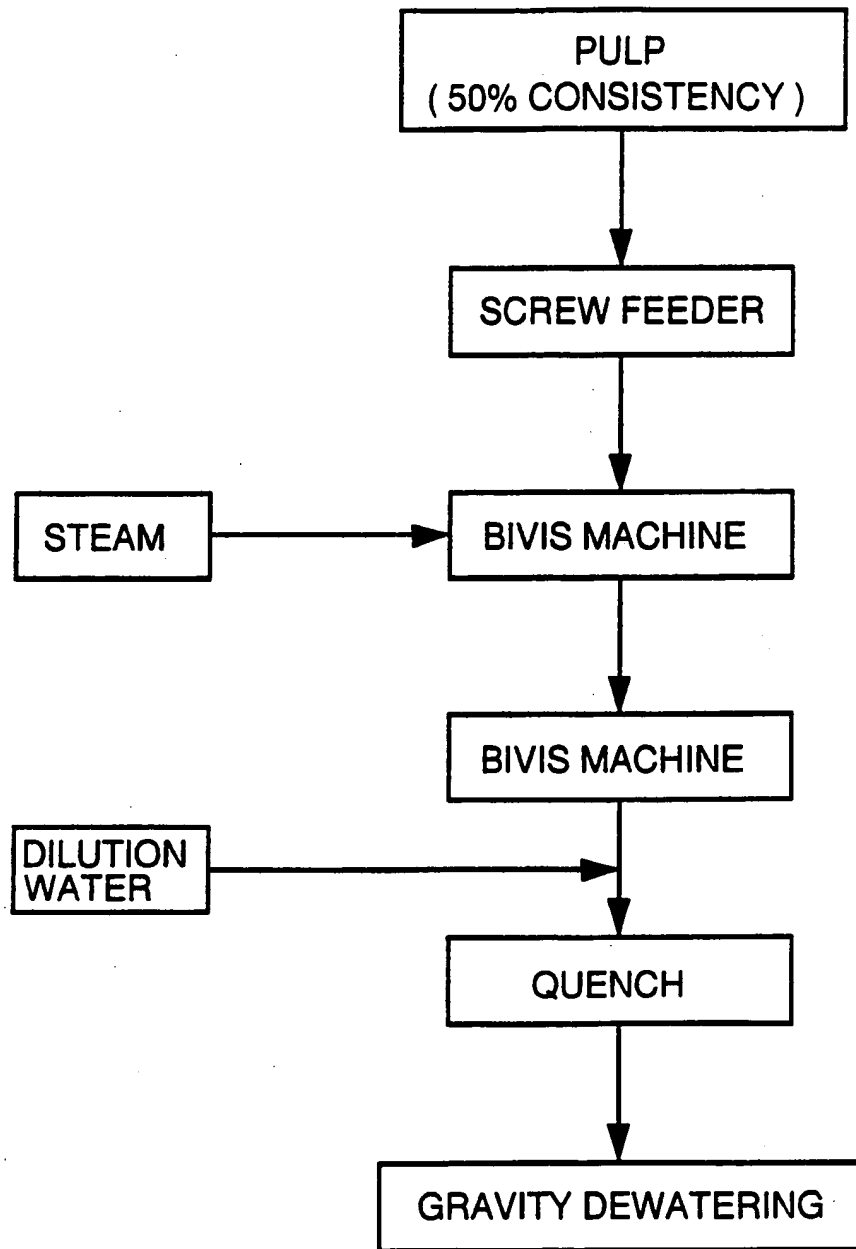 PULP
( 50% CONSISTENCY )
SCREW FEEDER
STEAM
BIVIS MACHINE
BIVIS MACHINE
DILUTION
WATER
QUENCH
GRAVITY DEWATERING